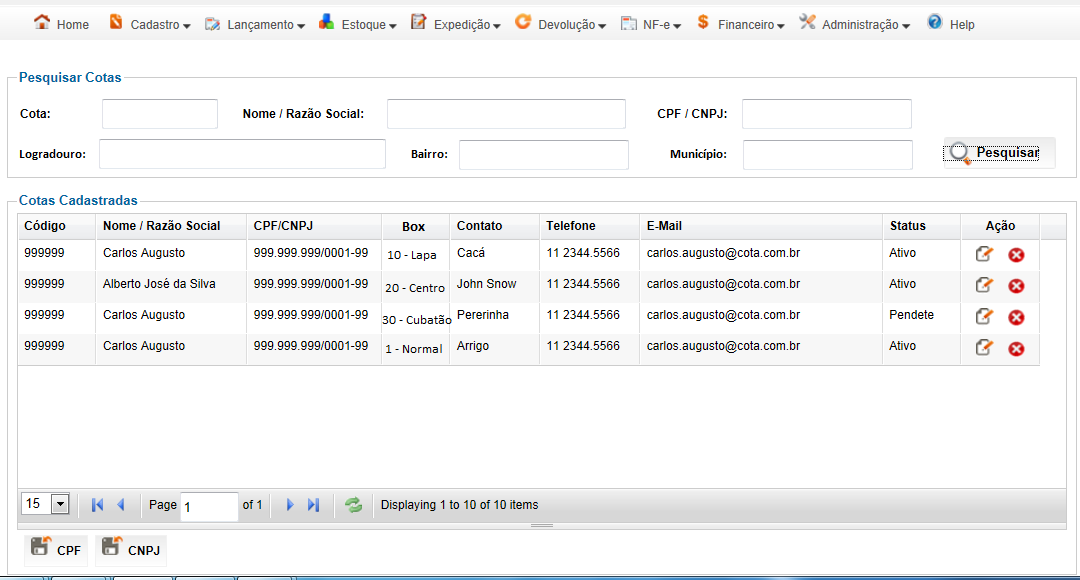 Home Cadastro Lançamento Estoque Expedição Devolução NF-e Financeiro Administração Help
Pesquisar Cotas
Cota: Nome / Razão Social: CPF / CNPJ:
Logradouro: Bairro: Município: Pesquisar
Cotas Cadastradas
Código Nome / Razão Social CPF/CNPJ Box Contato Telefone E-Mail Status Ação
999999 Carlos Augusto 999.999.999/0001-99 10 - Lapa Cacá 11 2344.5566 carlos.augusto@cota.com.br Ativo
999999 Alberto José da Silva 999.999.999/0001-99 20 - Centro John Snow 11 2344.5566 carlos.augusto@cota.com.br Ativo
999999 Carlos Augusto 999.999.999/0001-99 30 - Cubatão Pererinha 11 2344.5566 carlos.augusto@cota.com.br Pendete
999999 Carlos Augusto 999.999.999/0001-99 1 - Normal Arrigo 11 2344.5566 carlos.augusto@cota.com.br Ativo
15 Page 1 of 1 Displaying 1 to 10 of 10 items
CPF CNPJ